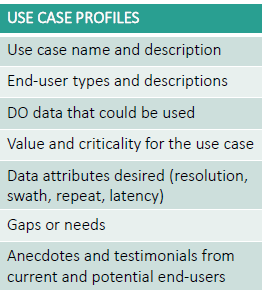 USE CASE PROFILES
Use case name and description
End-user types and descriptions
DO data that could be used
Value and criticality for the use case
Data attributes desired (resolution,
swath, repeat, latency)
Gaps or needs
Anecdotes and testimonials from
current and potential end-users